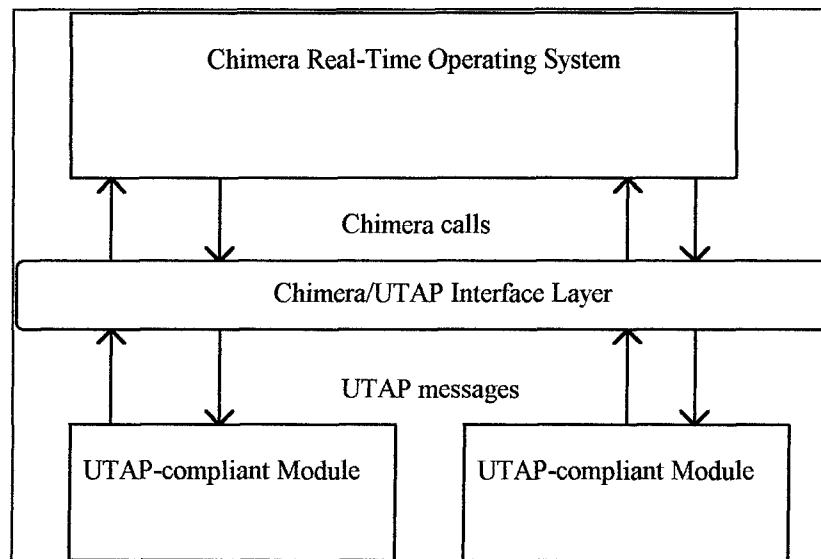 Chimera Real-Time Operating System
Chimera calls
Chimera/UTAP Interface Layer
UTAP messages
UTAP-compliant Module
UTAP-compliant Module